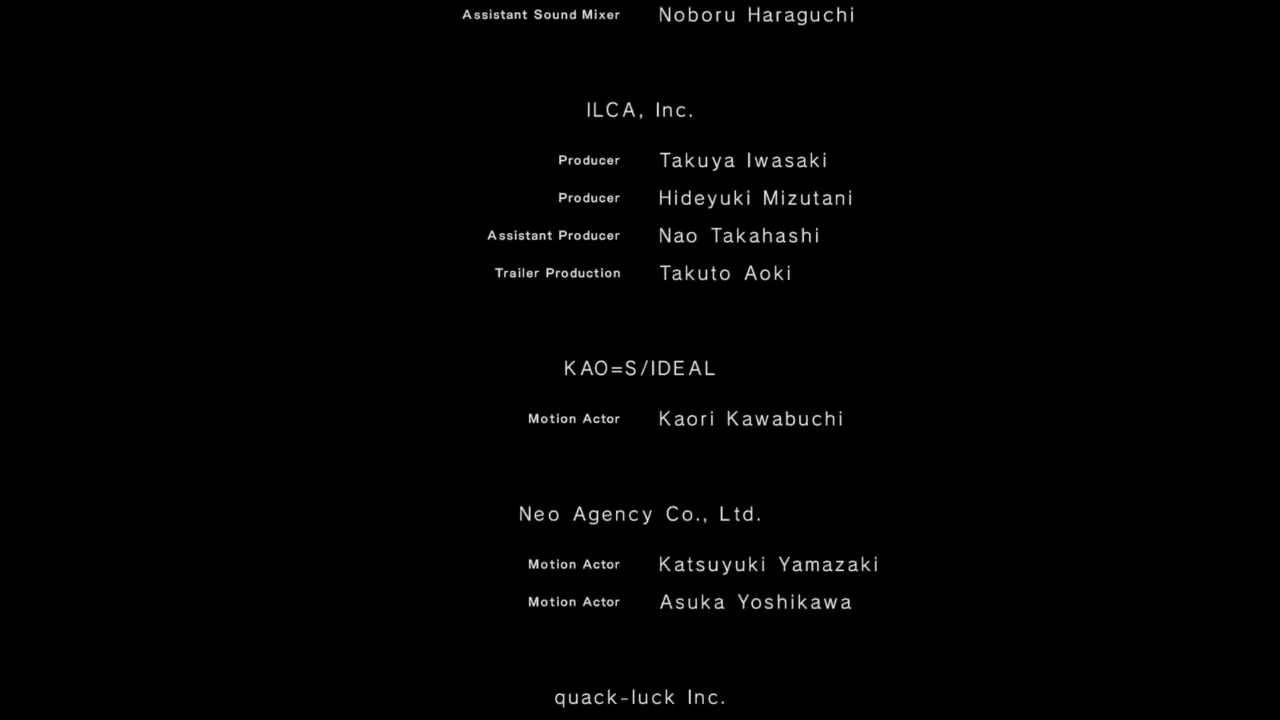 Assistant Sound Mixer Noboru Haraguchi
ILCA, Inc.
Producer Takuya Iwasaki
Producer Hideyuki Mizutani
Assistant Producer Nao Takahashi
Trailer Production Takuto Aoki
KAO=S/IDEAL
Motion Actor Kaori Kawabuchi
Neo Agency Co., Ltd.
Motion Actor Katsuyuki Yamazaki
Motion Actor Asuka Yoshikawa
quack-luck Inc.